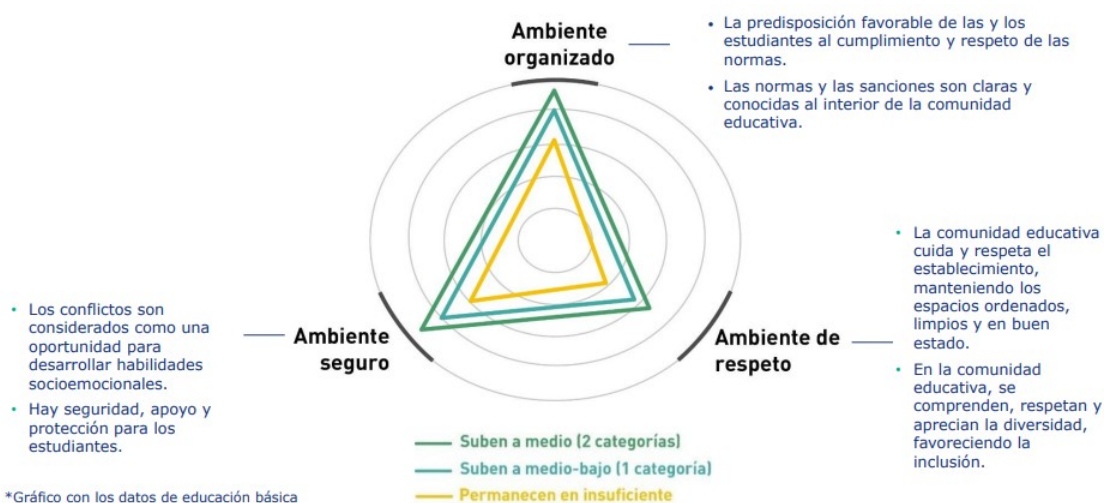 Ambiente
organizado
• La predisposición favorable de las y los
estudiantes al cumplimiento y respeto de las
normas.
• Las normas y las sanciones son claras y
conocidas al interior de la comunidad
educativa.
• La comunidad educativa
cuida y respeta el
establecimiento,
manteniendo los
espacios ordenados,
limpios y en buen
estado.
• En la comunidad
educativa, se
comprenden, respetan y
aprecian la diversidad,
favoreciendo la
inclusión.
Ambiente de
respeto
• Los conflictos son
considerados como una
oportunidad para
desarrollar habilidades
socioemocionales.
• Hay seguridad, apoyo y
protección para los
estudiantes.
Ambiente
seguro
Suben a medio (2 categorías)
Suben a medio-bajo (1 categoría)
Permanecen en insuficiente
*Gráfico con los datos de educación básica